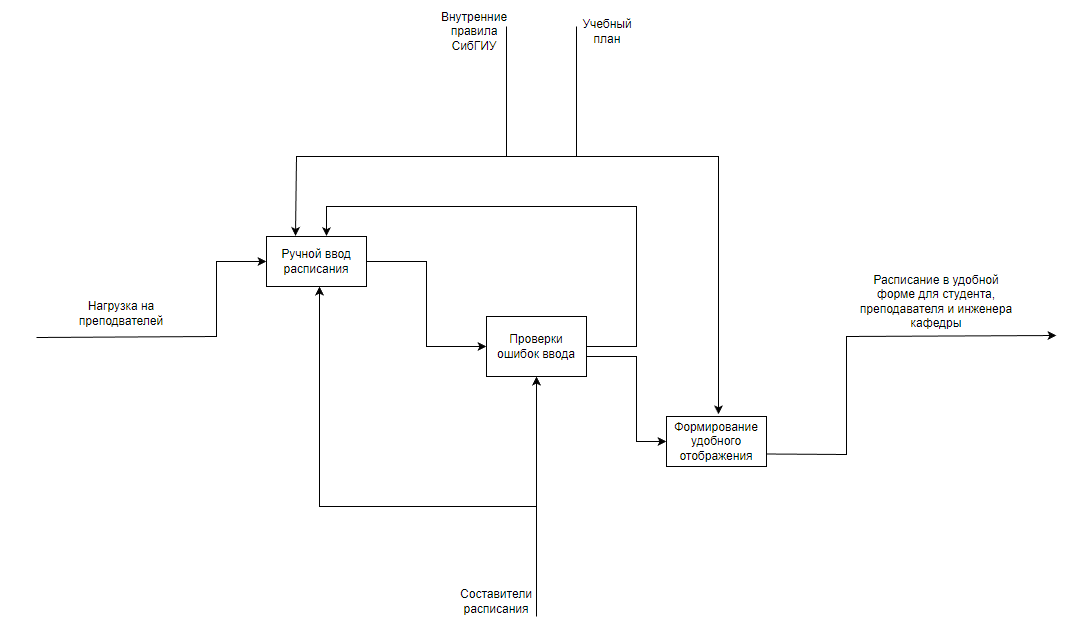 Внутренние
правила
СибГИУ
Учебный
план
Ручной ввод
расписания
Нагрузка на
преподвателей
Расписание в удобной
форме для студента,
преподавателя и инженера
кафедры
Проверки
ошибок ввода
Формирование
удобного
отображения
Составители
расписания